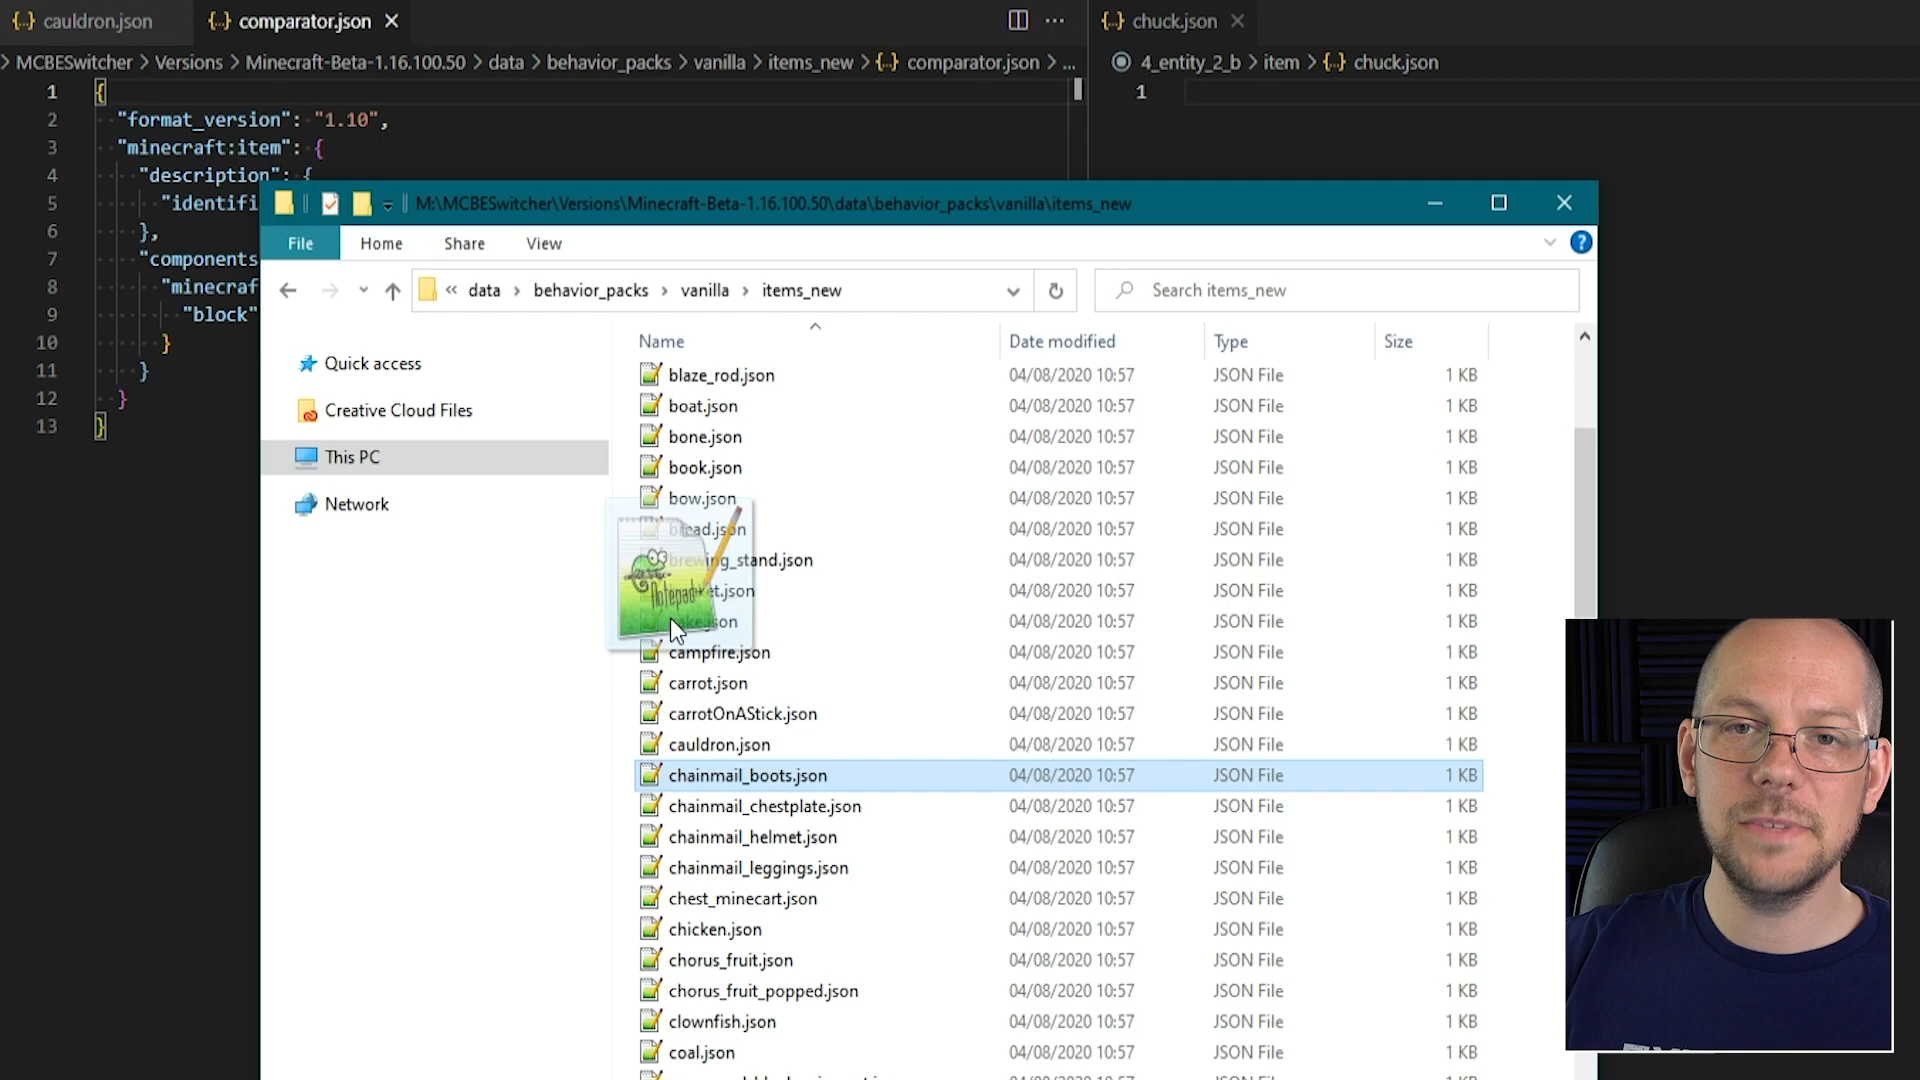 cauldron.json
comparator.json
chuck.json
MCBESwitcher > Versions > Minecraft-Beta-1.16.100.50 > data > behavior_packs > vanilla > items_new > {..} comparator.json > ...
4_entity_2_b > item > {..} chuck.json
1 {
2 "format_version": "1.10",
3 "minecraft:item": {
4 "description": {
5 "identifi
6 },
7 "components
8 "minecraf
9 "block"
10 }
11 }
12 }
13 }
1
M:\MCBESwitcher\Versions\Minecraft-Beta-1.16.100.50\data\behavior_packs\vanilla\items_new
File Home Share View
« data > behavior_packs > vanilla > items_new
Search items_new
Quick access
Creative Cloud Files
This PC
Network
Name Date modified Type Size
blaze_rod.json 04/08/2020 10:57 JSON File 1 KB
boat.json 04/08/2020 10:57 JSON File 1 KB
bone.json 04/08/2020 10:57 JSON File 1 KB
book.json 04/08/2020 10:57 JSON File 1 KB
bow.json 04/08/2020 10:57 JSON File 1 KB
bread.json 04/08/2020 10:57 JSON File 1 KB
brewing_stand.json 04/08/2020 10:57 JSON File 1 KB
ket.json 04/08/2020 10:57 JSON File 1 KB
cake.json 04/08/2020 10:57 JSON File 1 KB
Notepad
campfire.json 04/08/2020 10:57 JSON File 1 KB
carrot.json 04/08/2020 10:57 JSON File 1 KB
carrotOnAStick.json 04/08/2020 10:57 JSON File 1 KB
cauldron.json 04/08/2020 10:57 JSON File 1 KB
chainmail_boots.json 04/08/2020 10:57 JSON File 1 KB
chainmail_chestplate.json 04/08/2020 10:57 JSON File 1 KB
chainmail_helmet.json 04/08/2020 10:57 JSON File 1 KB
chainmail_leggings.json 04/08/2020 10:57 JSON File 1 KB
chest_minecart.json 04/08/2020 10:57 JSON File 1 KB
chicken.json 04/08/2020 10:57 JSON File 1 KB
chorus_fruit.json 04/08/2020 10:57 JSON File 1 KB
chorus_fruit_popped.json 04/08/2020 10:57 JSON File 1 KB
clownfish.json 04/08/2020 10:57 JSON File 1 KB
coal.json 04/08/2020 10:57 JSON File 1 KB